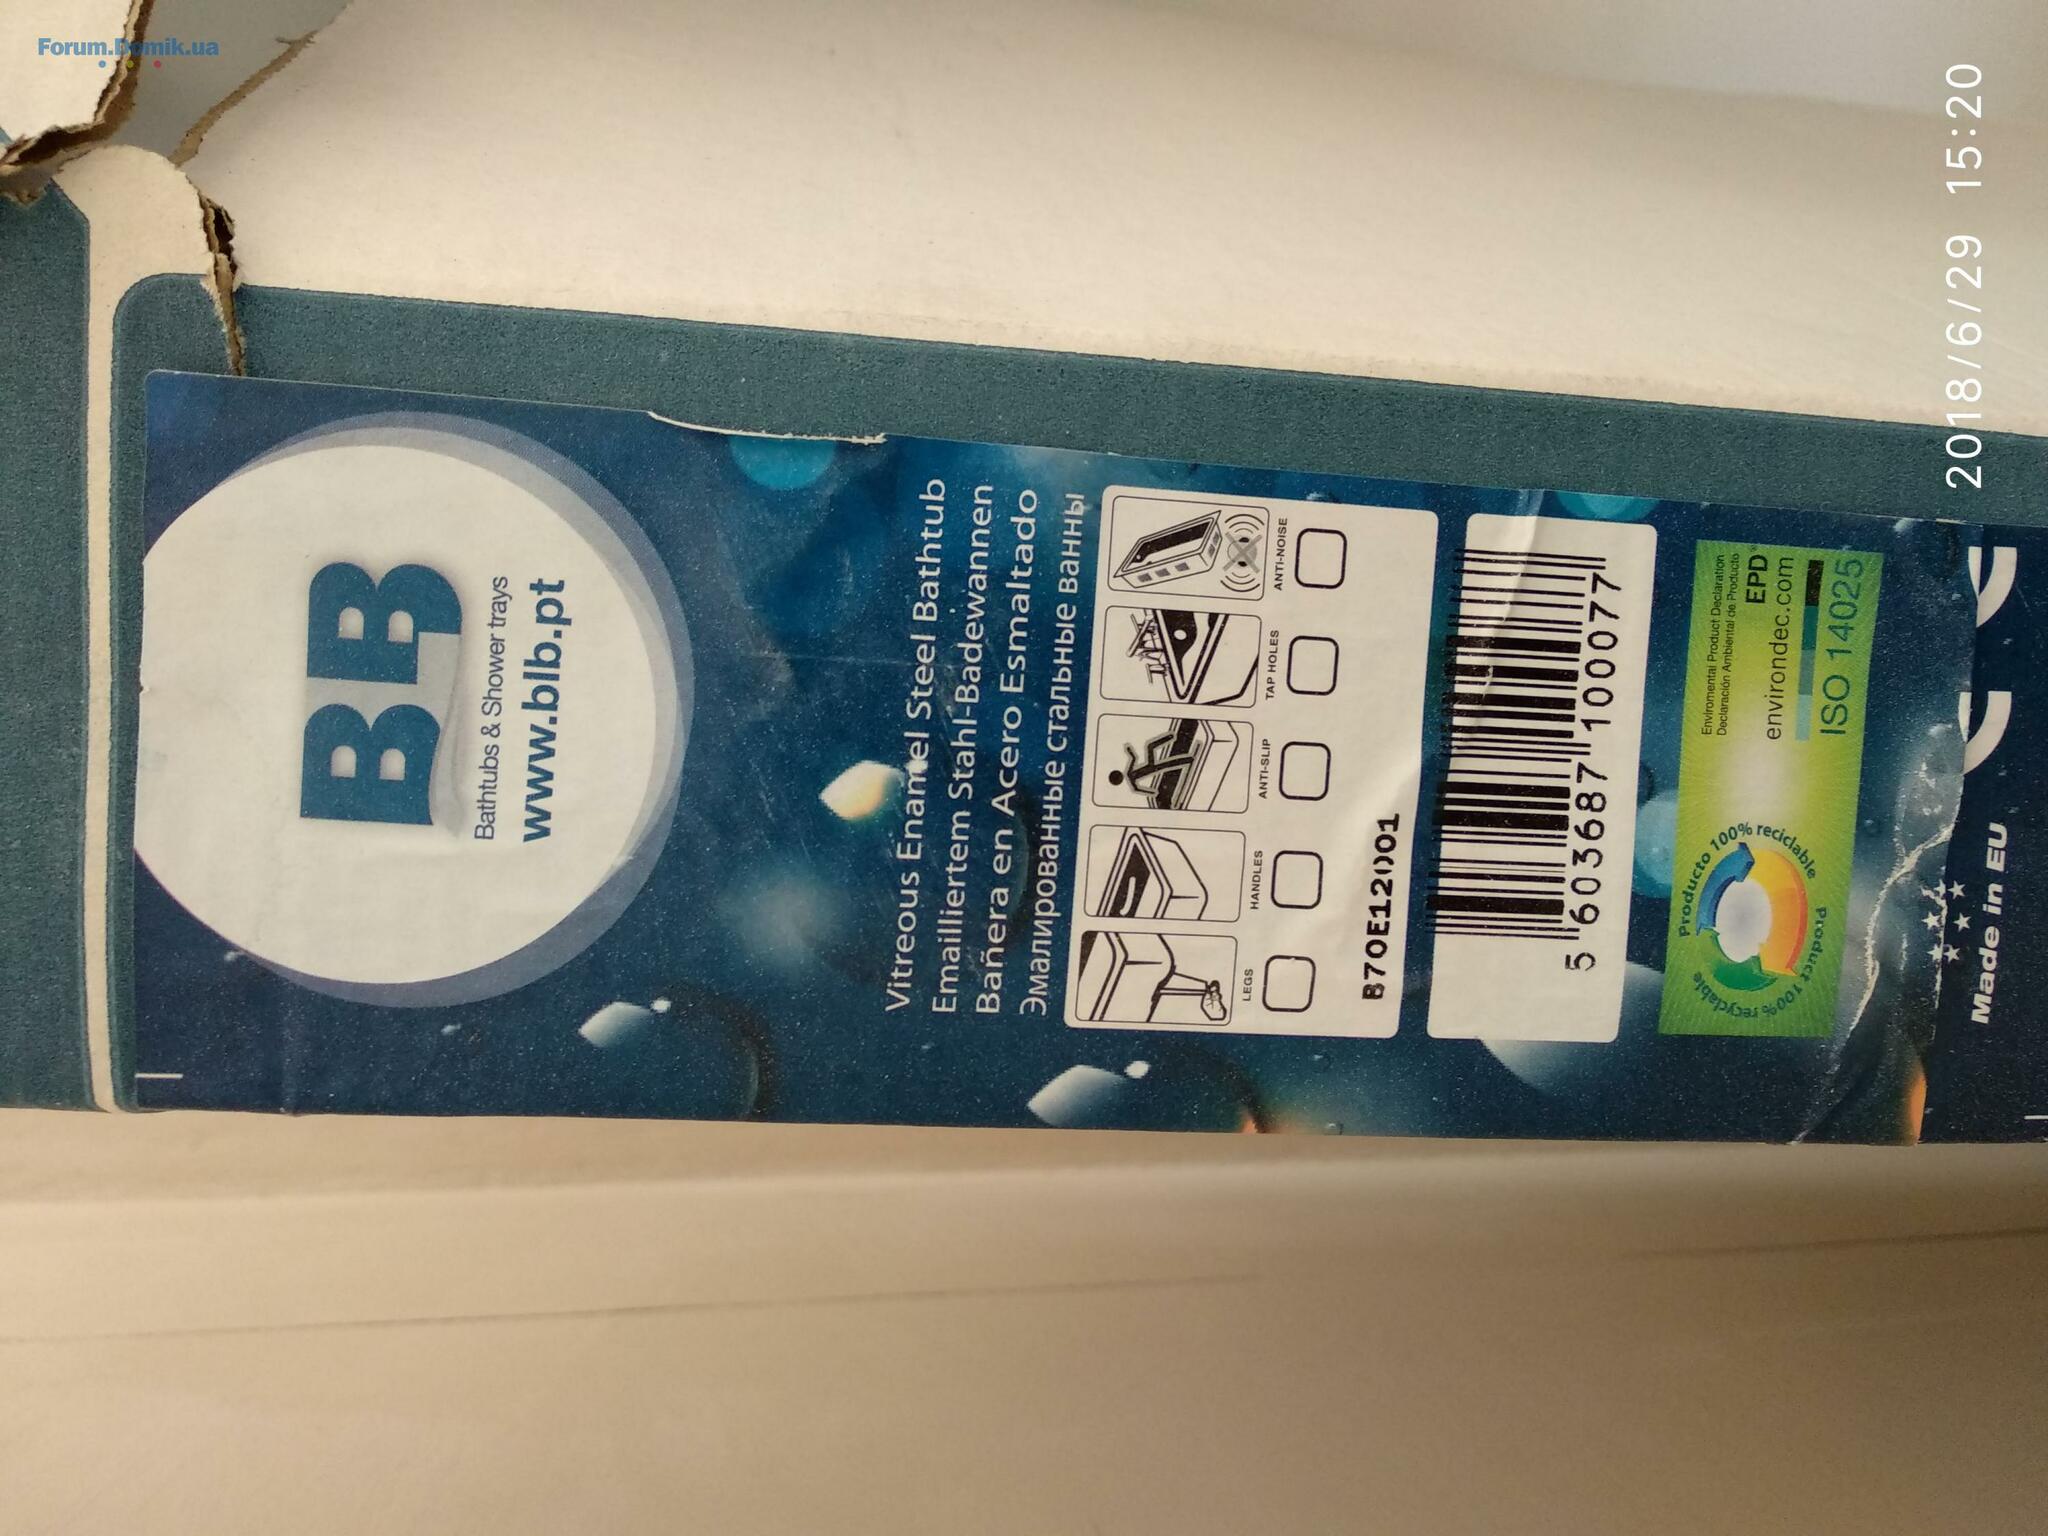 Forum.Domik.ua
2018/6/29 15:20
BLB
Bathtubs & Shower trays
www.blb.pt
Vitreous Enamel Steel Bathtub
Emailliertem Stahl-Badewannen
Bañera en Acero Esmaltado
Эмалированные стальные ванны
LEGS HANDLES ANTI-SLIP TAP HOLES ANTI-NOISE
B70E12001
5 603687 100077
Producto 100% reciclable
Product 100% recyclable
Enviromental Product Declaration
Declaración Ambiental de Producto
EPD
environdec.com
ISO 14025
Made in EU
CE